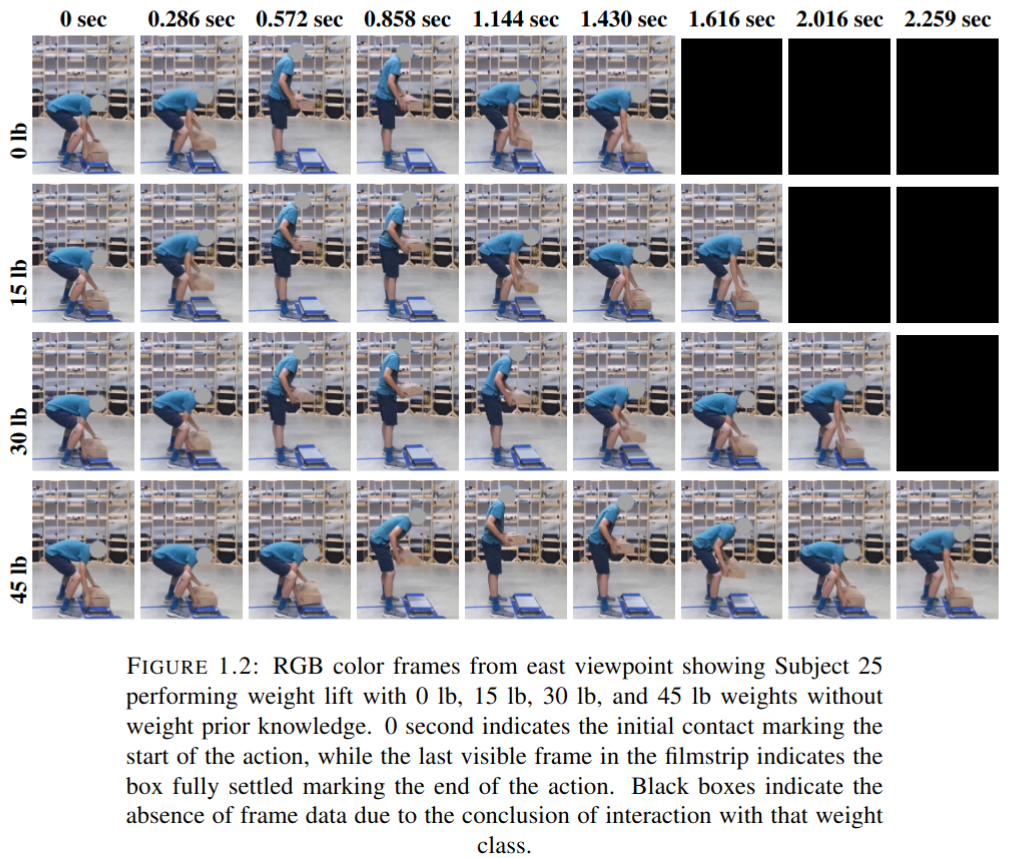 0 sec 0.286 sec 0.572 sec 0.858 sec 1.144 sec 1.430 sec 1.616 sec 2.016 sec 2.259 sec
0 lb
15 lb
30 lb
45 lb
FIGURE 1.2: RGB color frames from east viewpoint showing Subject 25
performing weight lift with 0 lb, 15 lb, 30 lb, and 45 lb weights without
weight prior knowledge. 0 second indicates the initial contact marking the
start of the action, while the last visible frame in the filmstrip indicates the
box fully settled marking the end of the action. Black boxes indicate the
absence of frame data due to the conclusion of interaction with that weight
class.